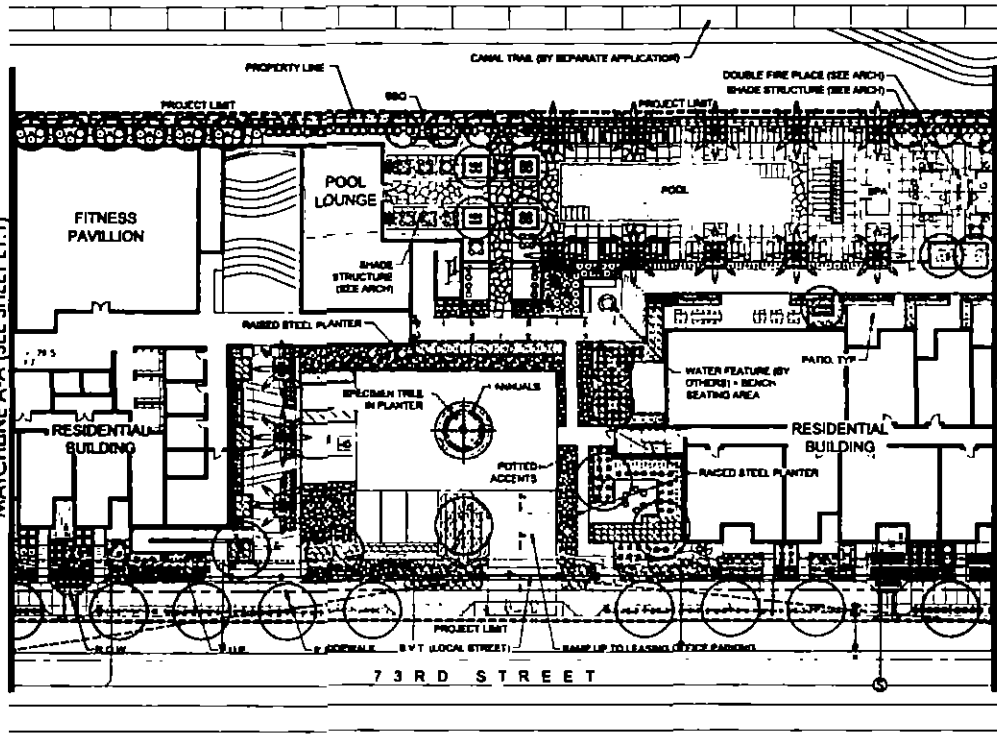 CANAL TRAIL (BY SEPARATE APPLICATION)
PROPERTY LINE
DOUBLE FIRE PLACE (SEE ARCH)
SHADE STRUCTURE (SEE ARCH)
PROJECT LIMIT
BBQ
PROJECT LIMIT
FITNESS
PAVILLION
POOL
LOUNGE
POOL
SPA
SHADE
STRUCTURE
(SEE ARCH)
RAISED STEEL PLANTER
PATIO, TYP
WATER FEATURE (BY
OTHERS) + BENCH
SEATING AREA
SPECIMEN TREE
IN PLANTER
ANNUALS
RESIDENTIAL
BUILDING
RESIDENTIAL
BUILDING
POTTED
ACCENTS
RAISED STEEL PLANTER
PROJECT LIMIT
R.O.W
SIDEWALK
S.V.T. (LOCAL STREET)
RAMP UP TO LEASING OFFICE PARKING
73RD STREET
S